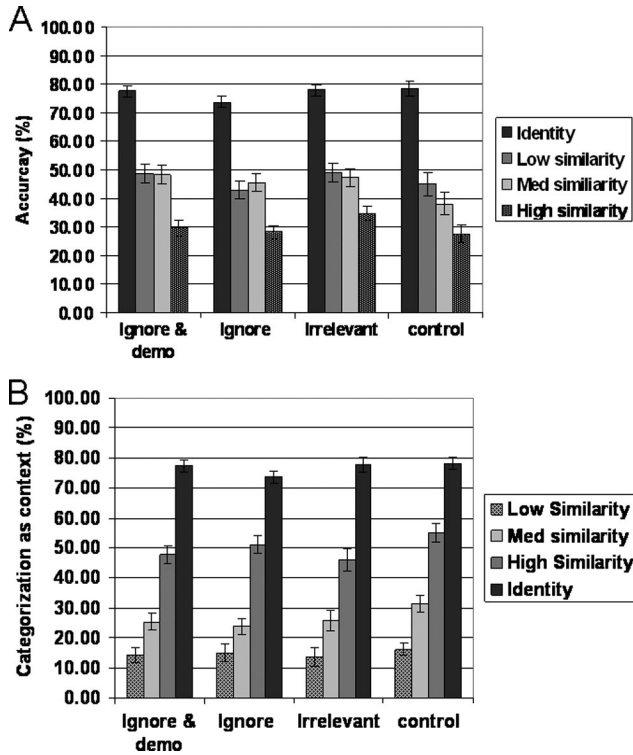 A
100.00
90.00
80.00
70.00
60.00
50.00
40.00
30.00
20.00
10.00
0.00
Accurcay (%)
Ignore &
demo
Ignore
Irrelevant
control
Identity
Low similarity
Med similiarity
High similarity
B
100.00
90.00
80.00
70.00
60.00
50.00
40.00
30.00
20.00
10.00
0.00
Categorization as context (%)
Ignore &
demo
Ignore
Irrelevant
control
Low Similarity
Med similarity
High Similarity
Identity